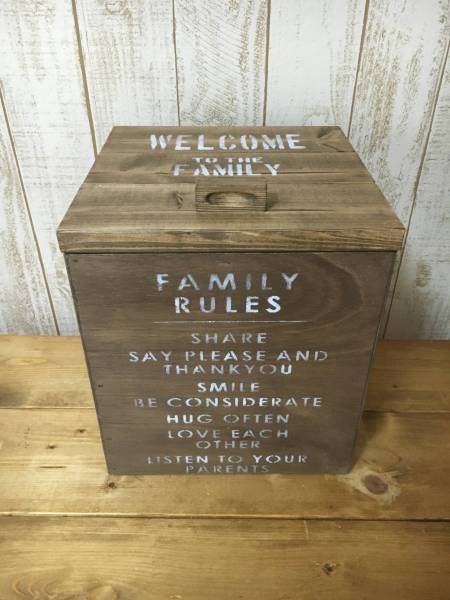 WELCOME
TO THE
FAMILY
FAMILY
RULES
SHARE
SAY PLEASE AND
THANKYOU
SMILE
BE CONSIDERATE
HUG OFTEN
LOVE EACH
OTHER
LISTEN TO YOUR
PARENTS